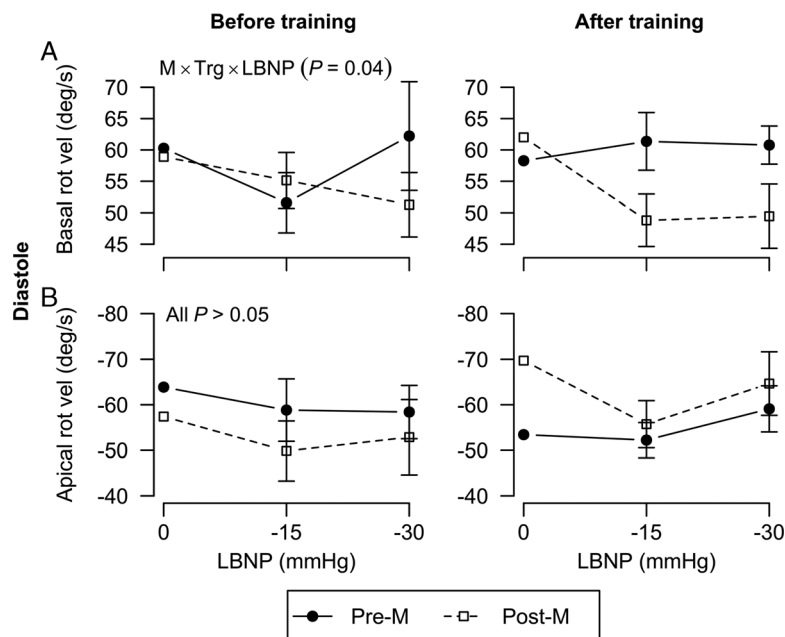 Before training After training
A
M × Trg × LBNP (P = 0.04)
Basal rot vel (deg/s)
70 70
65 65
60 60
55 55
50 50
45 45
Diastole
B
All P > 0.05
Apical rot vel (deg/s)
-80 -80
-70 -70
-60 -60
-50 -50
-40 -40
0 -15 -30 0 -15 -30
LBNP (mmHg) LBNP (mmHg)
Pre-M Post-M